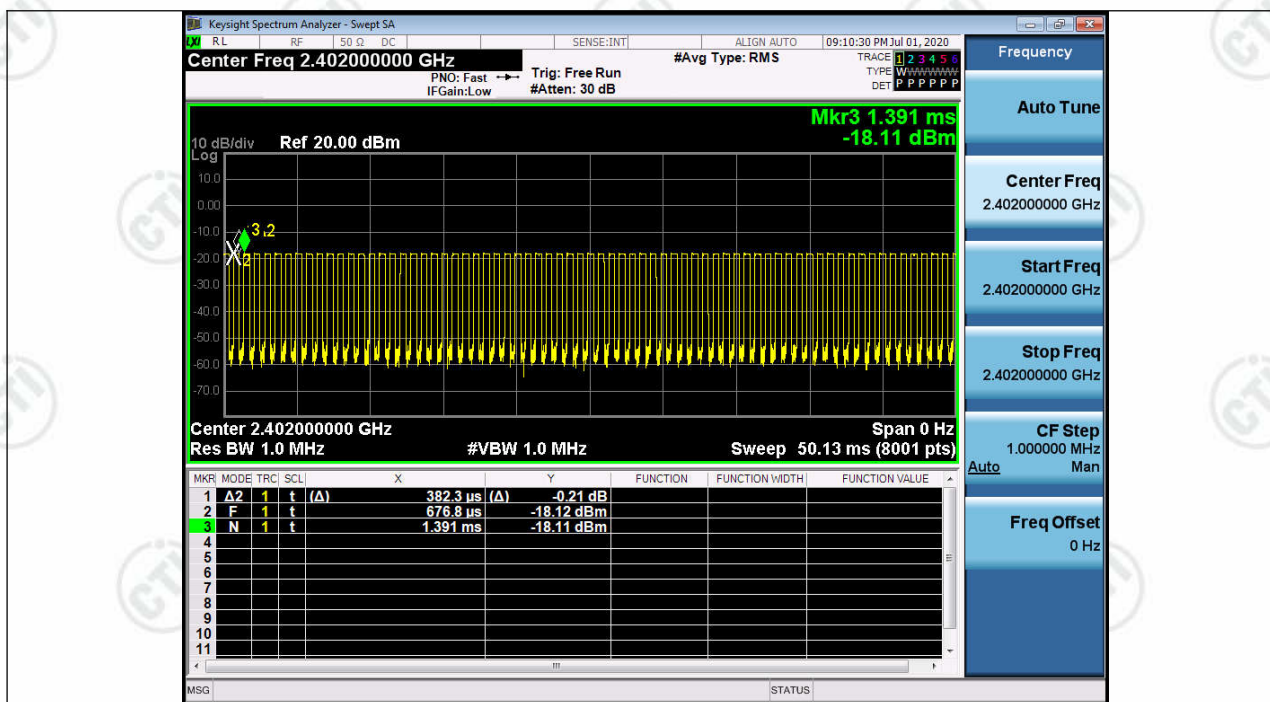 Keysight Spectrum Analyzer - Swept SA
LXI RL RF 50 Ω DC SENSE:INT ALIGN AUTO 09:10:30 PM Jul 01, 2020
Center Freq 2.402000000 GHz
PNO: Fast
IFGain:Low
Trig: Free Run
#Atten: 30 dB
#Avg Type: RMS
TRACE 1 2 3 4 5 6
TYPE WWWWWW
DET P P P P P P
Mkr3 1.391 ms
-18.11 dBm
10 dB/div Ref 20.00 dBm
Log
10.0
0.00
-10.0
-20.0
-30.0
-40.0
-50.0
-60.0
-70.0
Center 2.402000000 GHz Span 0 Hz
Res BW 1.0 MHz #VBW 1.0 MHz Sweep 50.13 ms (8001 pts)
MKR MODE TRC SCL X Y FUNCTION FUNCTION WIDTH FUNCTION VALUE
1 Δ2 1 t (Δ) 382.3 µs (Δ) -0.21 dB
2 F 1 t 676.8 µs -18.12 dBm
3 N 1 t 1.391 ms -18.11 dBm
4
5
6
7
8
9
10
11
MSG STATUS
Frequency
Auto Tune
Center Freq
2.402000000 GHz
Start Freq
2.402000000 GHz
Stop Freq
2.402000000 GHz
CF Step
1.000000 MHz
Auto Man
Freq Offset
0 Hz
CTI
CTI
CTI
CTI